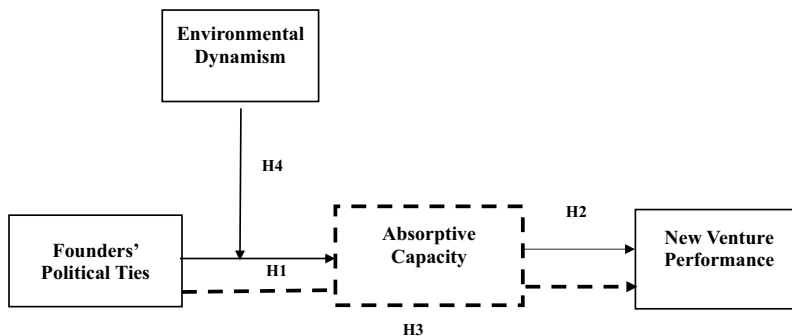 Environmental
Dynamism
H4
Founders’
Political Ties
H1
Absorptive
Capacity
H2
New Venture
Performance
H3